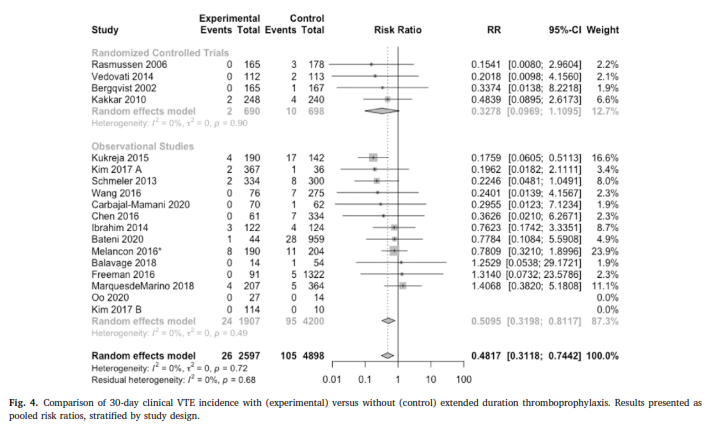 Experimental Control
Study Events Total Events Total Risk Ratio RR 95%-CI Weight
Randomized Controlled Trials
Rasmussen 2006 0 165 3 178 0.1541 [0.0080; 2.9604] 2.2%
Vedovati 2014 0 112 2 113 0.2018 [0.0098; 4.1560] 2.1%
Bergqvist 2002 0 165 1 167 0.3374 [0.0138; 8.2218] 1.9%
Kakkar 2010 2 248 4 240 0.4839 [0.0895; 2.6173] 6.6%
Random effects model 2 690 10 698 0.3278 [0.0969; 1.1095] 12.7%
Heterogeneity: I² = 0%, τ² = 0, p = 0.90
Observational Studies
Kukreja 2015 4 190 17 142 0.1759 [0.0605; 0.5113] 16.6%
Kim 2017 A 2 367 1 36 0.1962 [0.0182; 2.1111] 3.4%
Schmeler 2013 2 334 8 300 0.2246 [0.0481; 1.0491] 8.0%
Wang 2016 0 76 7 275 0.2401 [0.0139; 4.1567] 2.4%
Carbajal-Mamani 2020 0 70 1 62 0.2955 [0.0123; 7.1234] 1.9%
Chen 2016 0 61 7 334 0.3626 [0.0210; 6.2671] 2.4%
Ibrahim 2014 3 122 4 124 0.7623 [0.1742; 3.3351] 8.7%
Bateni 2020 1 44 28 959 0.7784 [0.1084; 5.5908] 4.9%
Melancon 2016* 8 190 11 204 0.7809 [0.3210; 1.8996] 23.9%
Balavage 2018 0 14 1 54 1.2529 [0.0538; 29.1721] 1.9%
Freeman 2016 0 91 5 1322 1.3140 [0.0732; 23.5786] 2.3%
MarquesdeMarino 2018 4 207 5 364 1.4068 [0.3820; 5.1808] 11.1%
Oo 2020 0 27 0 14 0.0%
Kim 2017 B 0 114 0 10 0.0%
Random effects model 24 1907 95 4200 0.5095 [0.3198; 0.8117] 87.3%
Heterogeneity: I² = 0%, τ² = 0, p = 0.49
Random effects model 26 2597 105 4898 0.4817 [0.3118; 0.7442] 100.0%
Heterogeneity: I² = 0%, τ² = 0, p = 0.72
Residual heterogeneity: I² = 0%, p = 0.68
0.01 0.1 1 10 100
Fig. 4. Comparison of 30-day clinical VTE incidence with (experimental) versus without (control) extended duration thromboprophylaxis. Results presented as
pooled risk ratios, stratified by study design.